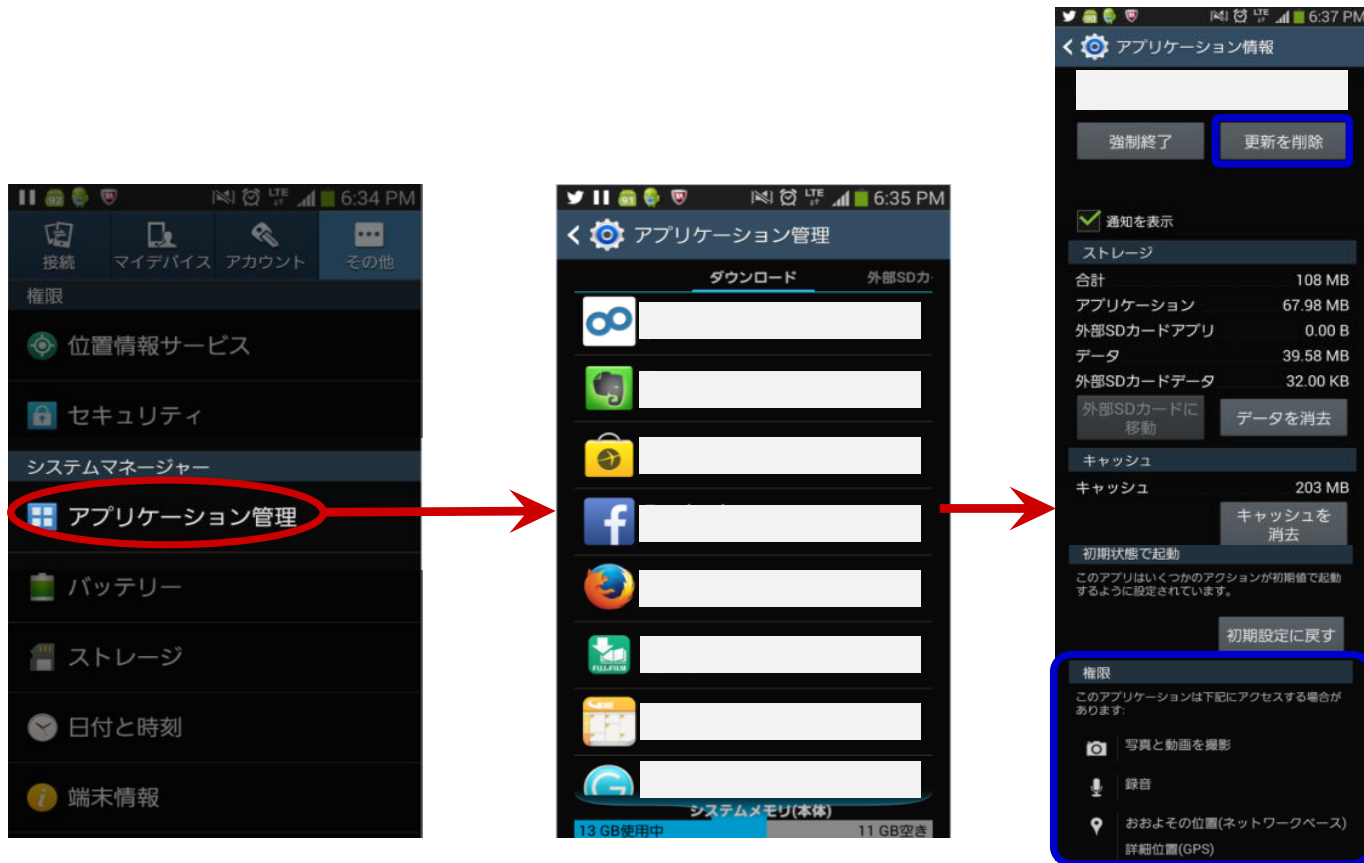 92
LTE
6:34 PM
接続
マイデバイス
アカウント
その他
権限
位置情報サービス
セキュリティ
システムマネージャー
アプリケーション管理
バッテリー
ストレージ
日付と時刻
端末情報
91
LTE
6:35 PM
アプリケーション管理
ダウンロード
外部SDカ
FUJIFILM
システムメモリ(本体)
13 GB使用中
11 GB空き
LTE
6:37 PM
アプリケーション情報
強制終了
更新を削除
通知を表示
ストレージ
合計 108 MB
アプリケーション 67.98 MB
外部SDカードアプリ 0.00 B
データ 39.58 MB
外部SDカードデータ 32.00 KB
外部SDカードに
移動
データを消去
キャッシュ
キャッシュ 203 MB
キャッシュを
消去
初期状態で起動
このアプリはいくつかのアクションが初期値で起動
するように設定されています。
初期設定に戻す
権限
このアプリケーションは下記にアクセスする場合が
あります:
写真と動画を撮影
録音
おおよその位置(ネットワークベース)
詳細位置(GPS)